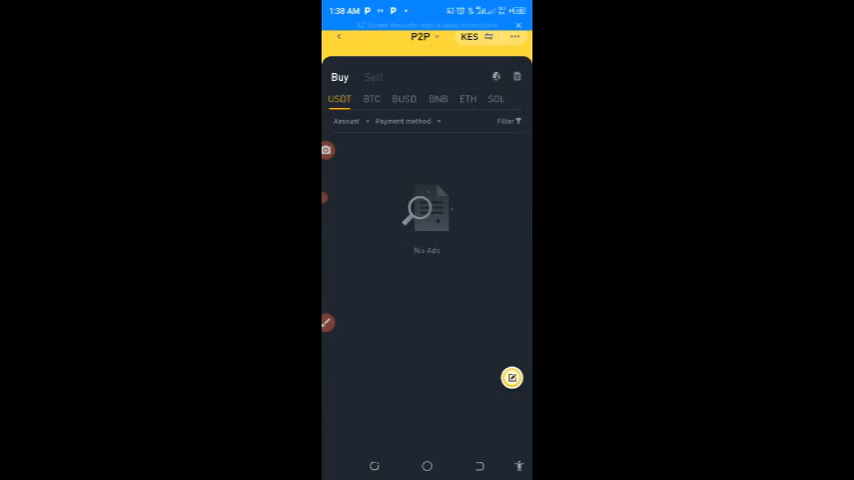 1:38 AM P P
P2P KES
Buy Sell
USDT BTC BUSD BNB ETH SOL
Amount Payment method Filter
No Ads